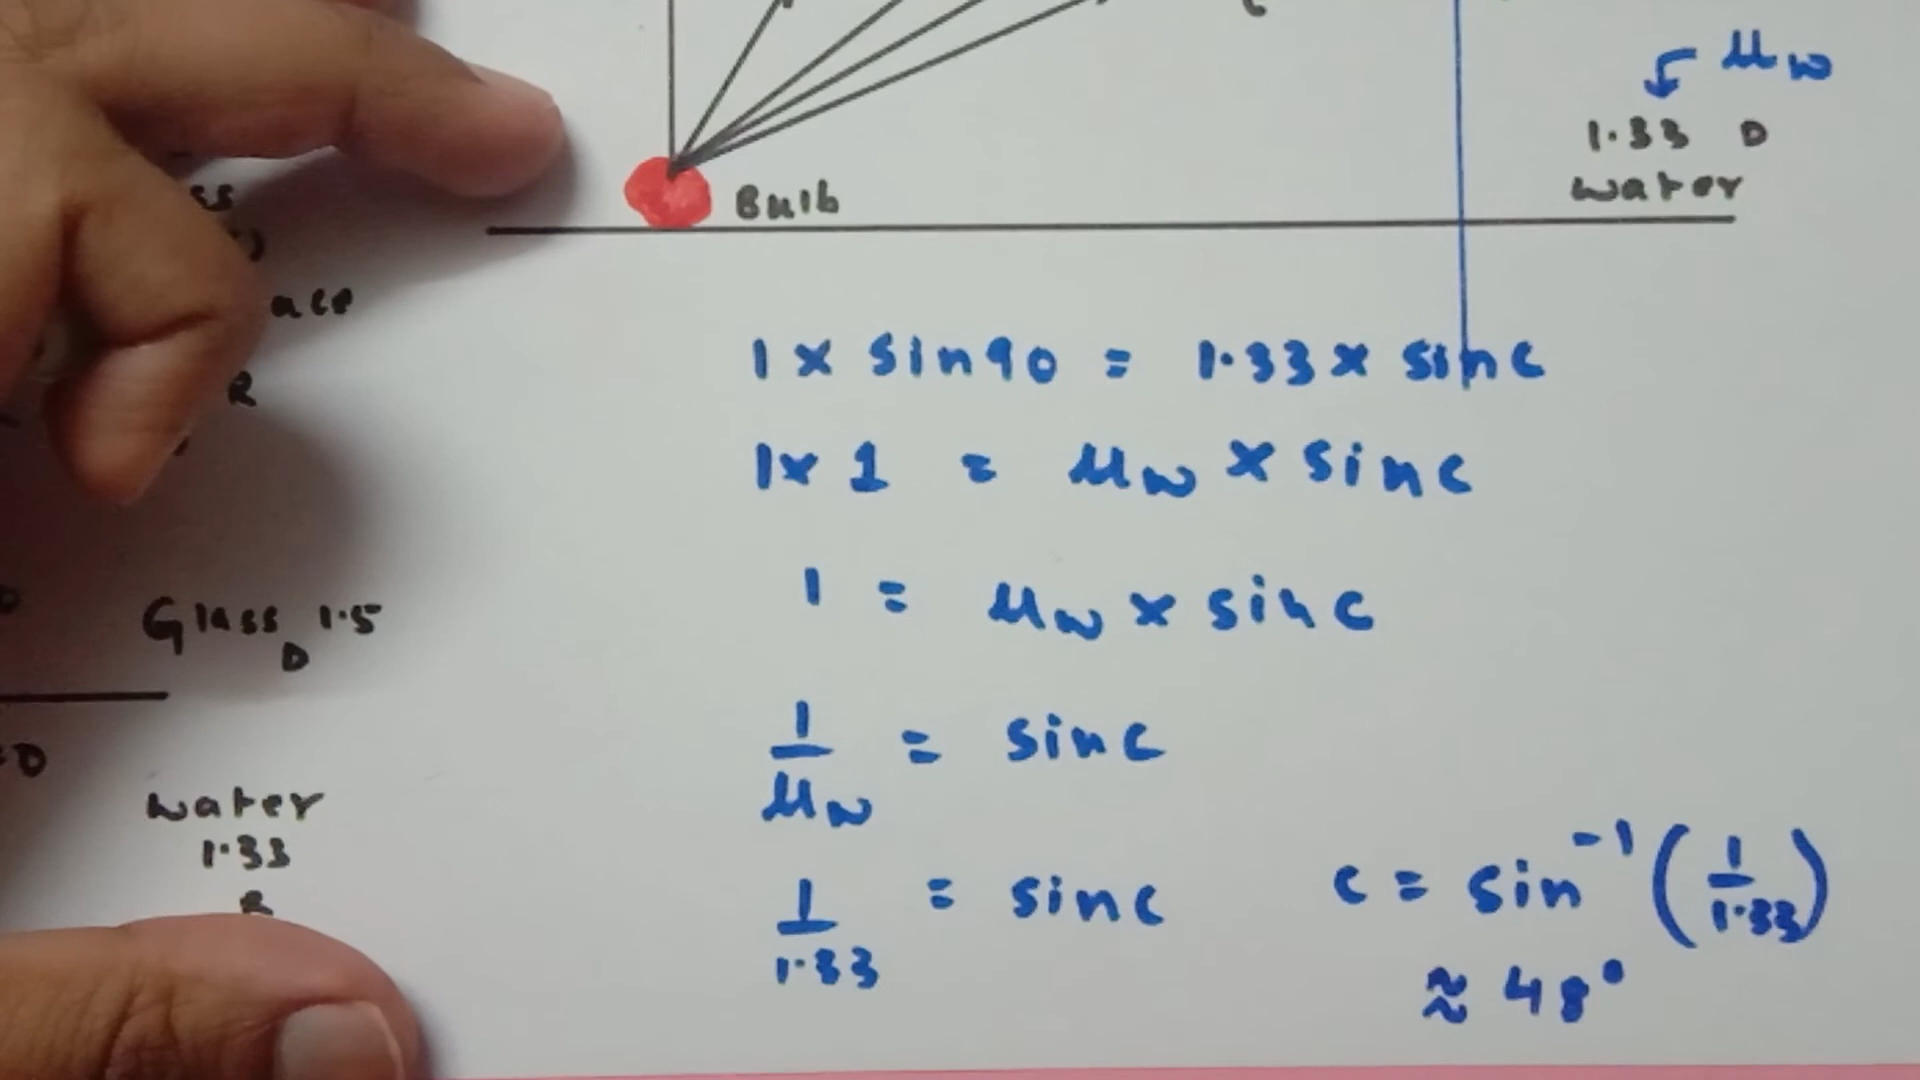 μw
1.33 D
water
Bulb
ace
R
1 x sin90 = 1.33 x sinc
1x 1 = μw x sinc
1 = μw x sinc
Glass 1.5
D
1/μw = sinc
D
water
1.33
R
1/1.33 = sinc
c = sin⁻¹(1/1.33)
≈ 48°